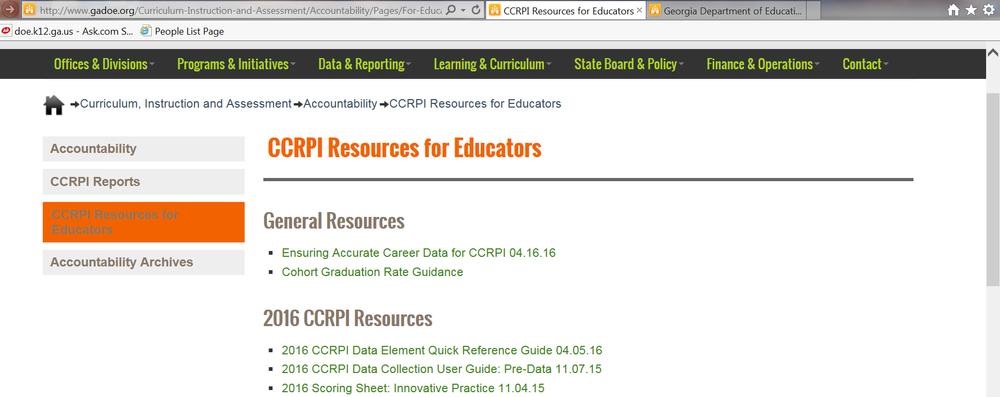 http://www.gadoe.org/Curriculum-Instruction-and-Assessment/Accountability/Pages/For-Educa
CCRPI Resources for Educators
Georgia Department of Educati...
doe.k12.ga.us - Ask.com S...
People List Page
Offices & Divisions
Programs & Initiatives
Data & Reporting
Learning & Curriculum
State Board & Policy
Finance & Operations
Contact
Curriculum, Instruction and Assessment
Accountability
CCRPI Resources for Educators
Accountability
CCRPI Reports
CCRPI Resources for
Educators
Accountability Archives
CCRPI Resources for Educators
General Resources
Ensuring Accurate Career Data for CCRPI 04.16.16
Cohort Graduation Rate Guidance
2016 CCRPI Resources
2016 CCRPI Data Element Quick Reference Guide 04.05.16
2016 CCRPI Data Collection User Guide: Pre-Data 11.07.15
2016 Scoring Sheet: Innovative Practice 11.04.15